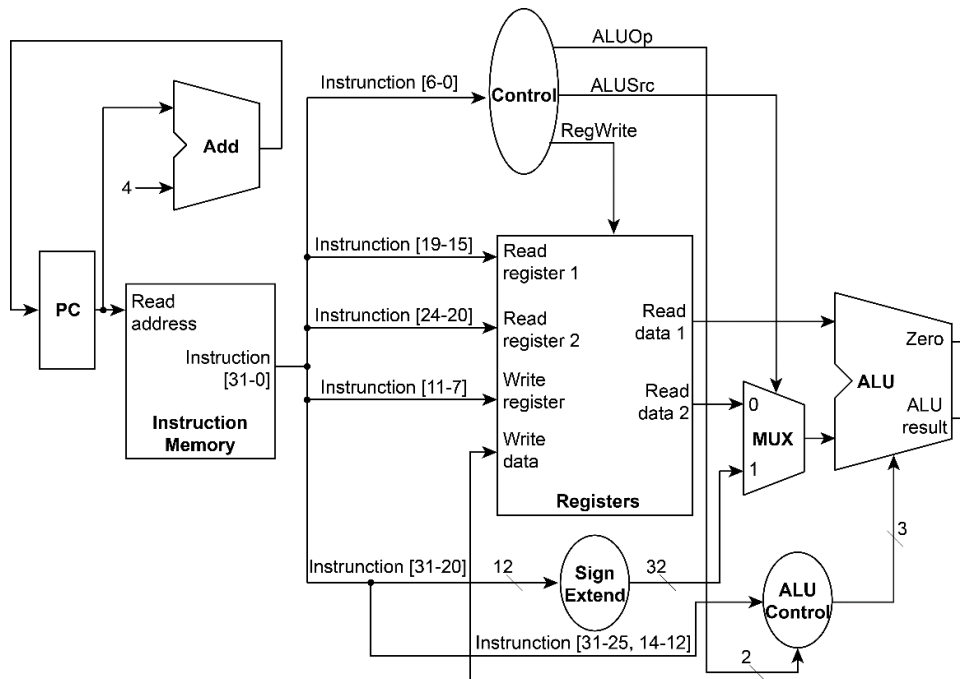 ALUOp
Instrunction [6-0]
Control
ALUSrc
RegWrite
Add
4
PC
Read
address
Instruction
[31-0]
Instruction
Memory
Instrunction [19-15]
Instrunction [24-20]
Instrunction [11-7]
Read
register 1
Read
register 2
Write
register
Write
data
Read
data 1
Read
data 2
Registers
0
MUX
1
Zero
ALU
ALU
result
3
Instrunction [31-20]
12
Sign
Extend
32
ALU
Control
Instrunction [31-25, 14-12]
2